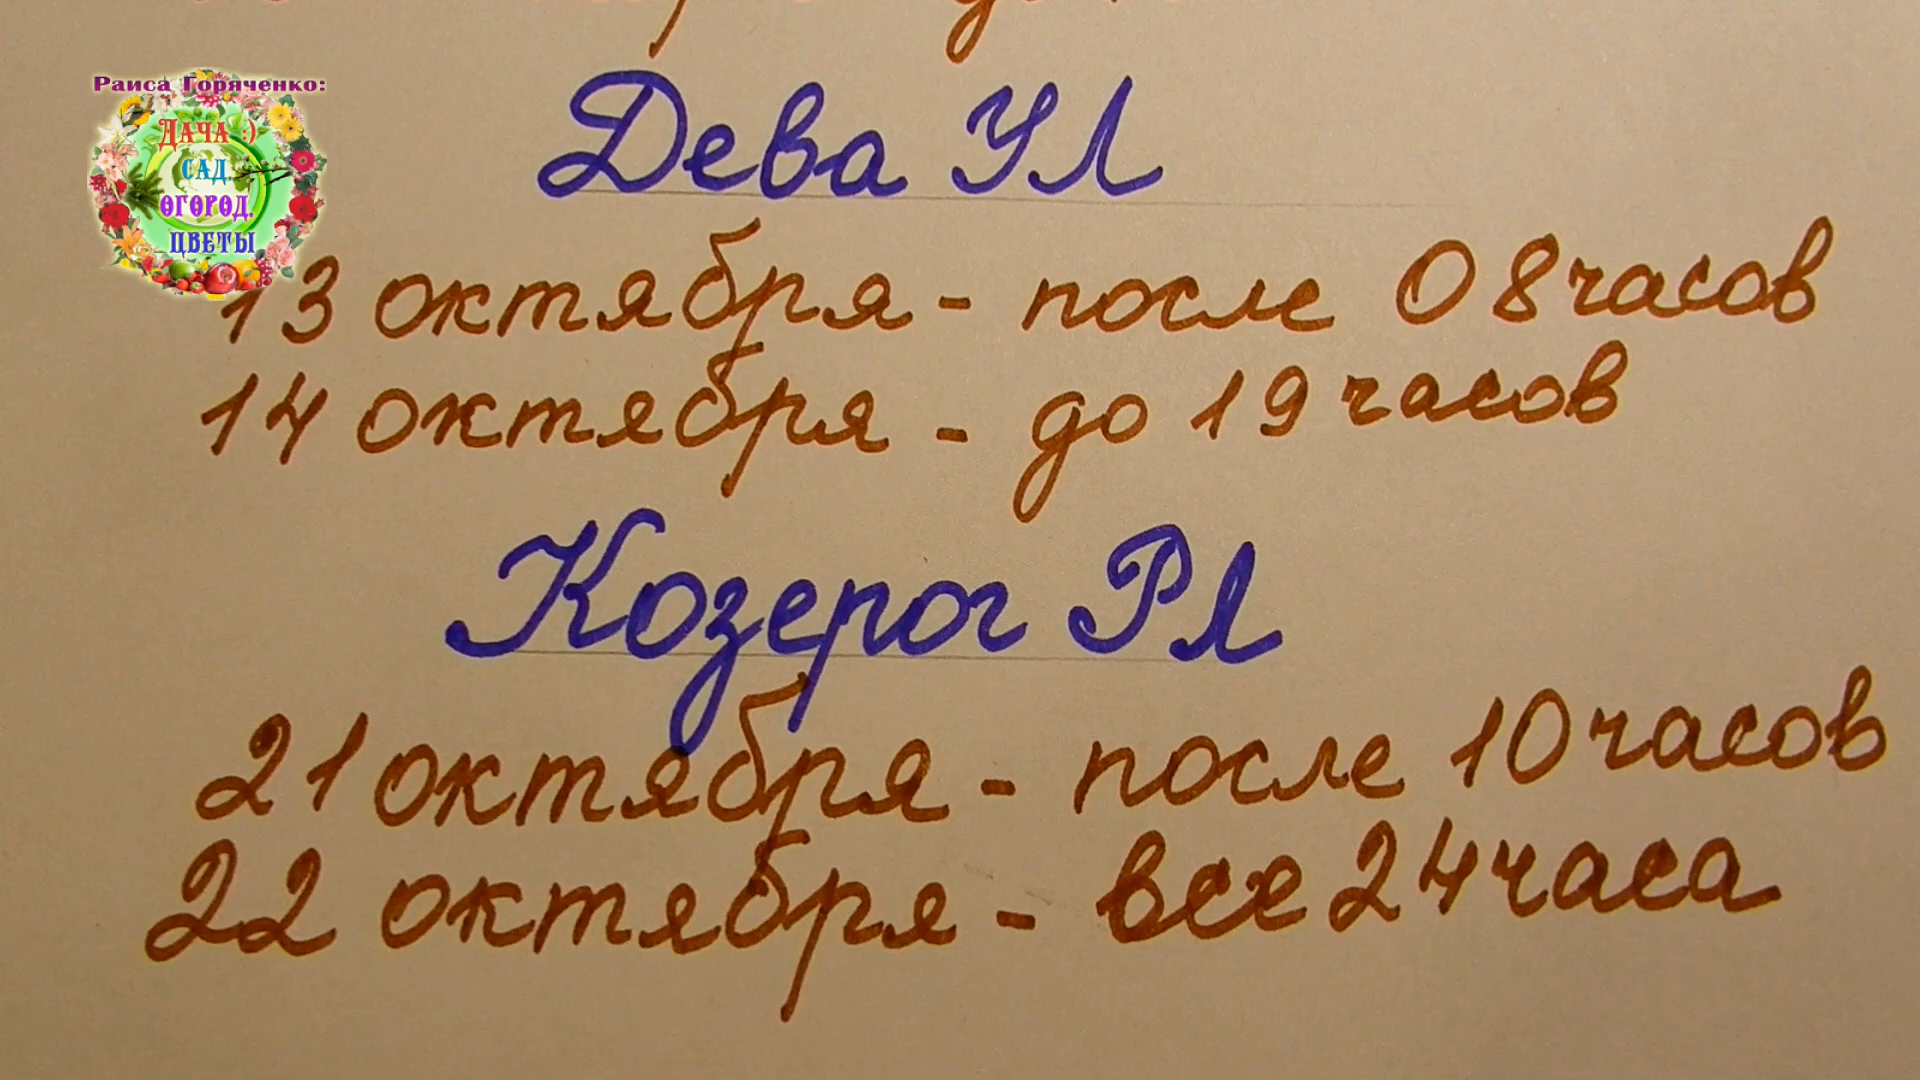 Раиса Горяченко:
Дача :)
сад.
огород.
цветы
Дева УЛ
13 октября - после 08 часов
14 октября - до 19 часов
Козерог РЛ
21 октября - после 10 часов
22 октября - все 24 часа